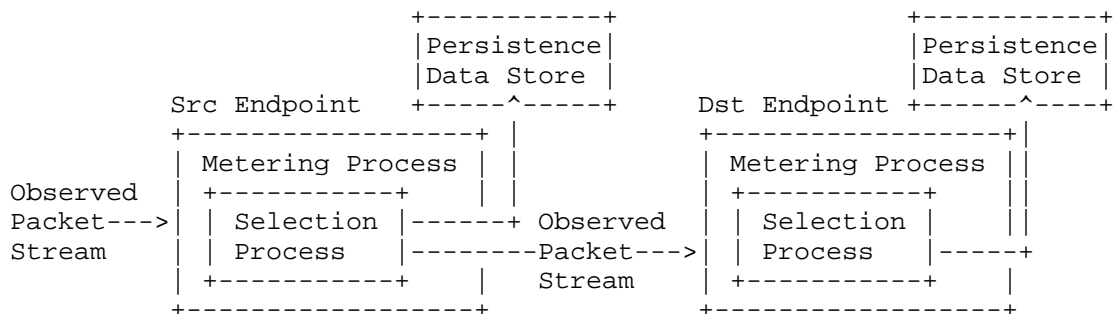 +-----------+                             +-----------+
|Persistence|                             |Persistence|
|Data Store |                             |Data Store |
Src Endpoint   +-----^-----+     Dst Endpoint +------^----+
+------------------+ |           +------------------+|
| Metering Process | |           | Metering Process ||
Observed  | +-----------+    | |           | +-----------+    ||
Packet--->| | Selection |------+ Observed  | | Selection |    ||
Stream    | | Process   |--------Packet--->| | Process   |-----+
| +-----------+    |   Stream    | +-----------+    |
+------------------+             +------------------+